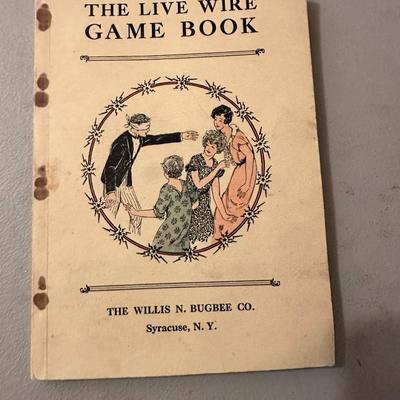 THE LIVE WIRE
GAME BOOK
THE WILLIS N. BUGBEE CO.
Syracuse, N. Y.